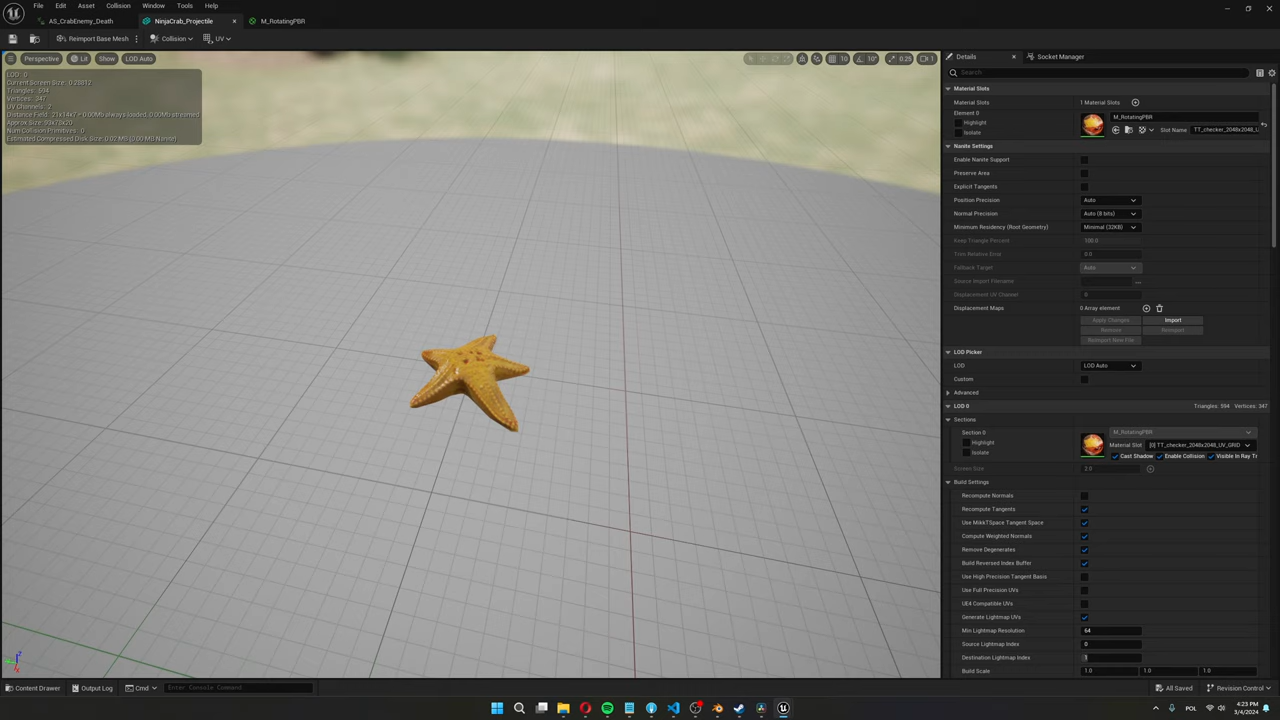 File Edit Asset Collision Window Tools Help
AS_CrabEnemy_Death NinjaCrab_Projectile M_RotatingPBR
Reimport Base Mesh Collision UV
Perspective Lit Show LOD Auto
10 10° 0.25 1
LOD: 0
Current Screen Size: 0.28812
Triangles: 594
Vertices: 347
UV Channels: 2
Distance Field: 21x14x7 = 0.00Mb always loaded, 0.00Mb streamed
Approx Size: 93x78x20
Num Collision Primitives: 0
Estimated Compressed Disk Size: 0.02 MB (0.00 MB Nanite)
Details Socket Manager
Search
Material Slots
Material Slots 1 Material Slots
Element 0 M_RotatingPBR
Highlight
Isolate Slot Name TT_checker_2048x2048_U
Nanite Settings
Enable Nanite Support
Preserve Area
Explicit Tangents
Position Precision Auto
Normal Precision Auto (8 bits)
Minimum Residency (Root Geometry) Minimal (32KB)
Keep Triangle Percent 100.0
Trim Relative Error 0.0
Fallback Target Auto
Source Import Filename ...
Displacement UV Channel 0
Displacement Maps 0 Array element
Apply Changes Import
Remove Reimport
Reimport New File
LOD Picker
LOD LOD Auto
Custom
Advanced
LOD 0 Triangles: 594 Vertices: 347
Sections
Section 0 M_RotatingPBR
Highlight Material Slot [0] TT_checker_2048x2048_UV_GRID
Isolate Cast Shadow Enable Collision Visible In Ray Tr
Screen Size 2.0
Build Settings
Recompute Normals
Recompute Tangents
Use MikkTSpace Tangent Space
Compute Weighted Normals
Remove Degenerates
Build Reversed Index Buffer
Use High Precision Tangent Basis
Use Full Precision UVs
UE4 Compatible UVs
Generate Lightmap UVs
Min Lightmap Resolution 64
Source Lightmap Index 0
Destination Lightmap Index 1
Build Scale 1.0 1.0 1.0
Content Drawer Output Log Cmd Enter Console Command All Saved Revision Control
POL 4:23 PM
3/4/2024